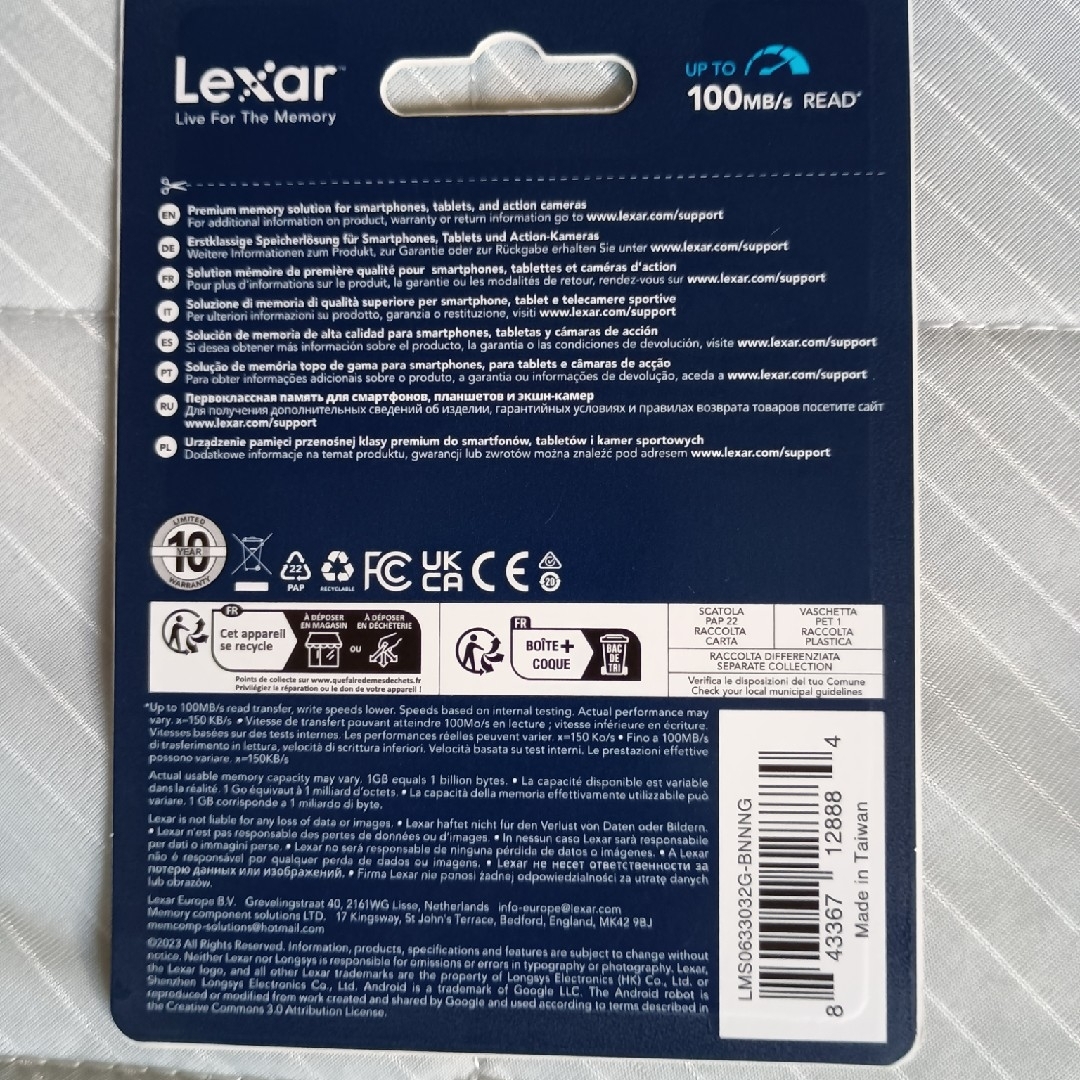 Lexar™
Live For The Memory
UP TO
100MB/s READ*
EN
Premium memory solution for smartphones, tablets, and action cameras
For additional information on product, warranty or return information go to www.lexar.com/support
DE
Erstklassige Speicherlösung für Smartphones, Tablets und Action-Kameras
Weitere Informationen zum Produkt, zur Garantie oder zur Rückgabe erhalten Sie unter www.lexar.com/support
FR
Solution mémoire de première qualité pour smartphones, tablettes et caméras d'action
Pour plus d'informations sur le produit, la garantie ou les modalités de retour, rendez-vous sur www.lexar.com/support
IT
Soluzione di memoria di qualità superiore per smartphone, tablet e telecamere sportive
Per ulteriori informazioni su prodotto, garanzia o restituzione, visiti www.lexar.com/support
ES
Solución de memoria de alta calidad para smartphones, tabletas y cámaras de acción
Si desea obtener más información sobre el producto, la garantía o las condiciones de devolución, visite www.lexar.com/support
PT
Solução de memória topo de gama para smartphones, para tablets e câmaras de acção
Para obter informações adicionais sobre o produto, a garantia ou informações de devolução, aceda a www.lexar.com/support
RU
Первоклассная память для смартфонов, планшетов и экшн-камер
Для получения дополнительных сведений об изделии, гарантийных условиях и правилах возврата товаров посетите сайт
www.lexar.com/support
PL
Urządzenie pamięci przenośnej klasy premium do smartfonów, tabletów i kamer sportowych
Dodatkowe informacje na temat produktu, gwarancji lub zwrotów można znaleźć pod adresem www.lexar.com/support
LIMITED
10
YEAR
WARRANTY
22
PAP
RECYCLABLE
FC
UK
CA
CE
20
FR
Cet appareil
se recycle
À DÉPOSER
EN MAGASIN
OU
À DÉPOSER
EN DÉCHÈTERIE
Points de collecte sur www.quefairedemesdechets.fr
Privilégiez la réparation ou le don de votre appareil !
FR
BOÎTE +
COQUE
BAC
DE
TRI
SCATOLA
PAP 22
RACCOLTA
CARTA
VASCHETTA
PET 1
RACCOLTA
PLASTICA
RACCOLTA DIFFERENZIATA
SEPARATE COLLECTION
Verifica le disposizioni del tuo Comune
Check your local municipal guidelines
*Up to 100MB/s read transfer, write speeds lower. Speeds based on internal testing. Actual performance may
vary. x=150 KB/s • Vitesse de transfert pouvant atteindre 100Mo/s en lecture ; vitesse inférieure en écriture.
Vitesses basées sur des tests internes. Les performances réelles peuvent varier. x=150 Ko/s • Fino a 100MB/s
di trasferimento in lettura, velocità di scrittura inferiori. Velocità basata su test interni. Le prestazioni effettive
possono variare. x=150KB/s
Actual usable memory capacity may vary. 1GB equals 1 billion bytes. • La capacité disponible est variable
dans la réalité. 1 Go équivaut à 1 milliard d'octets. • La capacità della memoria effettivamente utilizzabile può
variare. 1 GB corrisponde a 1 miliardo di byte.
Lexar is not liable for any loss of data or images. • Lexar haftet nicht für den Verlust von Daten oder Bildern.
• Lexar n'est pas responsable des pertes de données ou d'images. • In nessun caso Lexar sarà responsabile
per dati o immagini perse. • Lexar no será responsable de ninguna pérdida de datos o imágenes. • A Lexar
não é responsável por qualquer perda de dados ou imagens. • Lexar не несет ответственности за
потерю данных или изображений. • Firma Lexar nie ponosi żadnej odpowiedzialności za utratę danych
lub obrazów.
Lexar Europe B.V. Grevelingstraat 40, 2161WG Lisse, Netherlands info-europe@lexar.com
Memory component solutions LTD. 17 Kingsway, St John's Terrace, Bedford, England, MK42 9BJ
memcomp-solutions@hotmail.com
©2023 All Rights Reserved. Information, products, specifications and features are subject to change without
notice. Neither Lexar nor Longsys is responsible for omissions or errors in typography or photography. Lexar,
the Lexar logo, and all other Lexar trademarks are the property of Longsys Electronics (HK) Co., Ltd. or
Shenzhen Longsys Electronics Co., Ltd. Android is a trademark of Google LLC. The Android robot is
reproduced or modified from work created and shared by Google and used according to terms described in
the Creative Commons 3.0 Attribution License.
LMS0633032G-BNNNG
8 43367 12888 4
Made in Taiwan